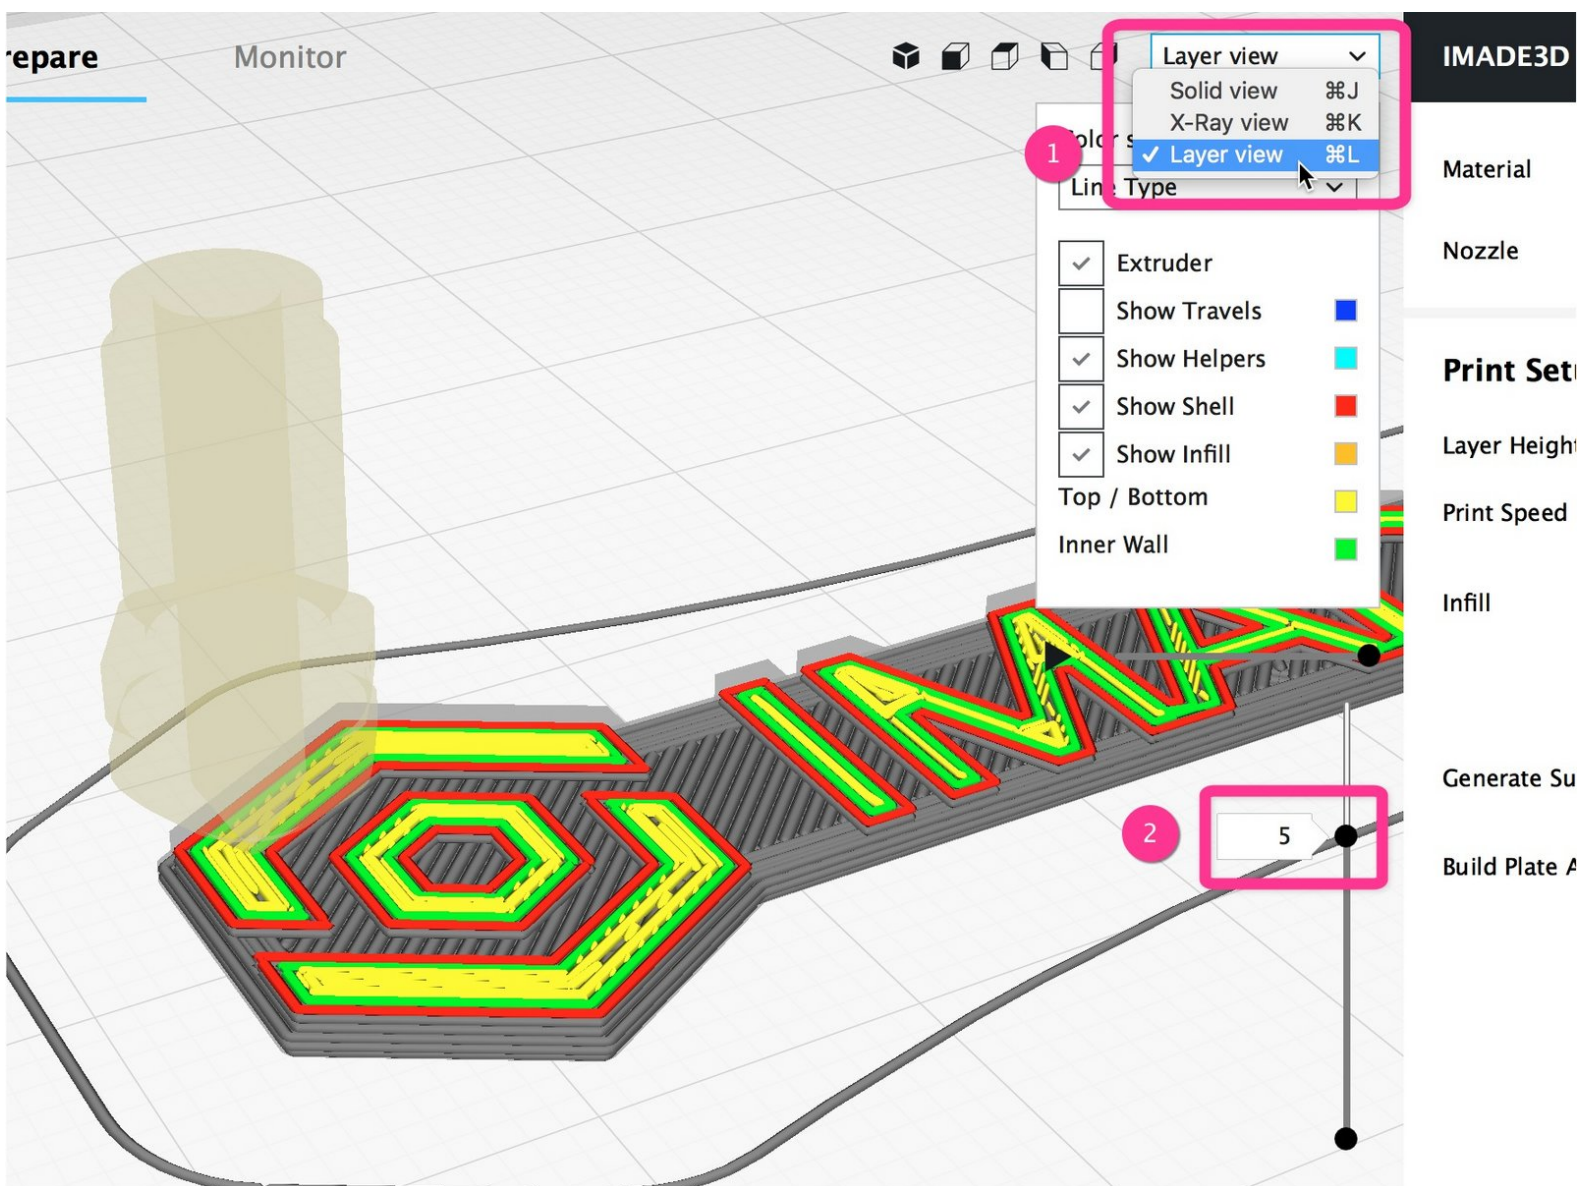 repare
Monitor
Layer view
IMADE3D
Solid view ⌘J
X-Ray view ⌘K
✓ Layer view ⌘L
1
olor s
Line Type
Material
Nozzle
Extruder
Show Travels
Show Helpers
Show Shell
Show Infill
Top / Bottom
Inner Wall
Print Set
Layer Height
Print Speed
Infill
Generate Su
Build Plate A
2
5
IMA